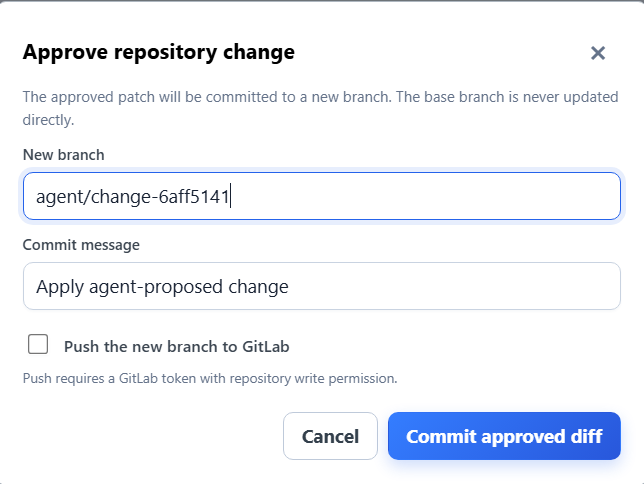 Approve repository change
The approved patch will be committed to a new branch. The base branch is never updated
directly.
New branch
agent/change-6aff5141
Commit message
Apply agent-proposed change
Push the new branch to GitLab
Push requires a GitLab token with repository write permission.
Cancel
Commit approved diff